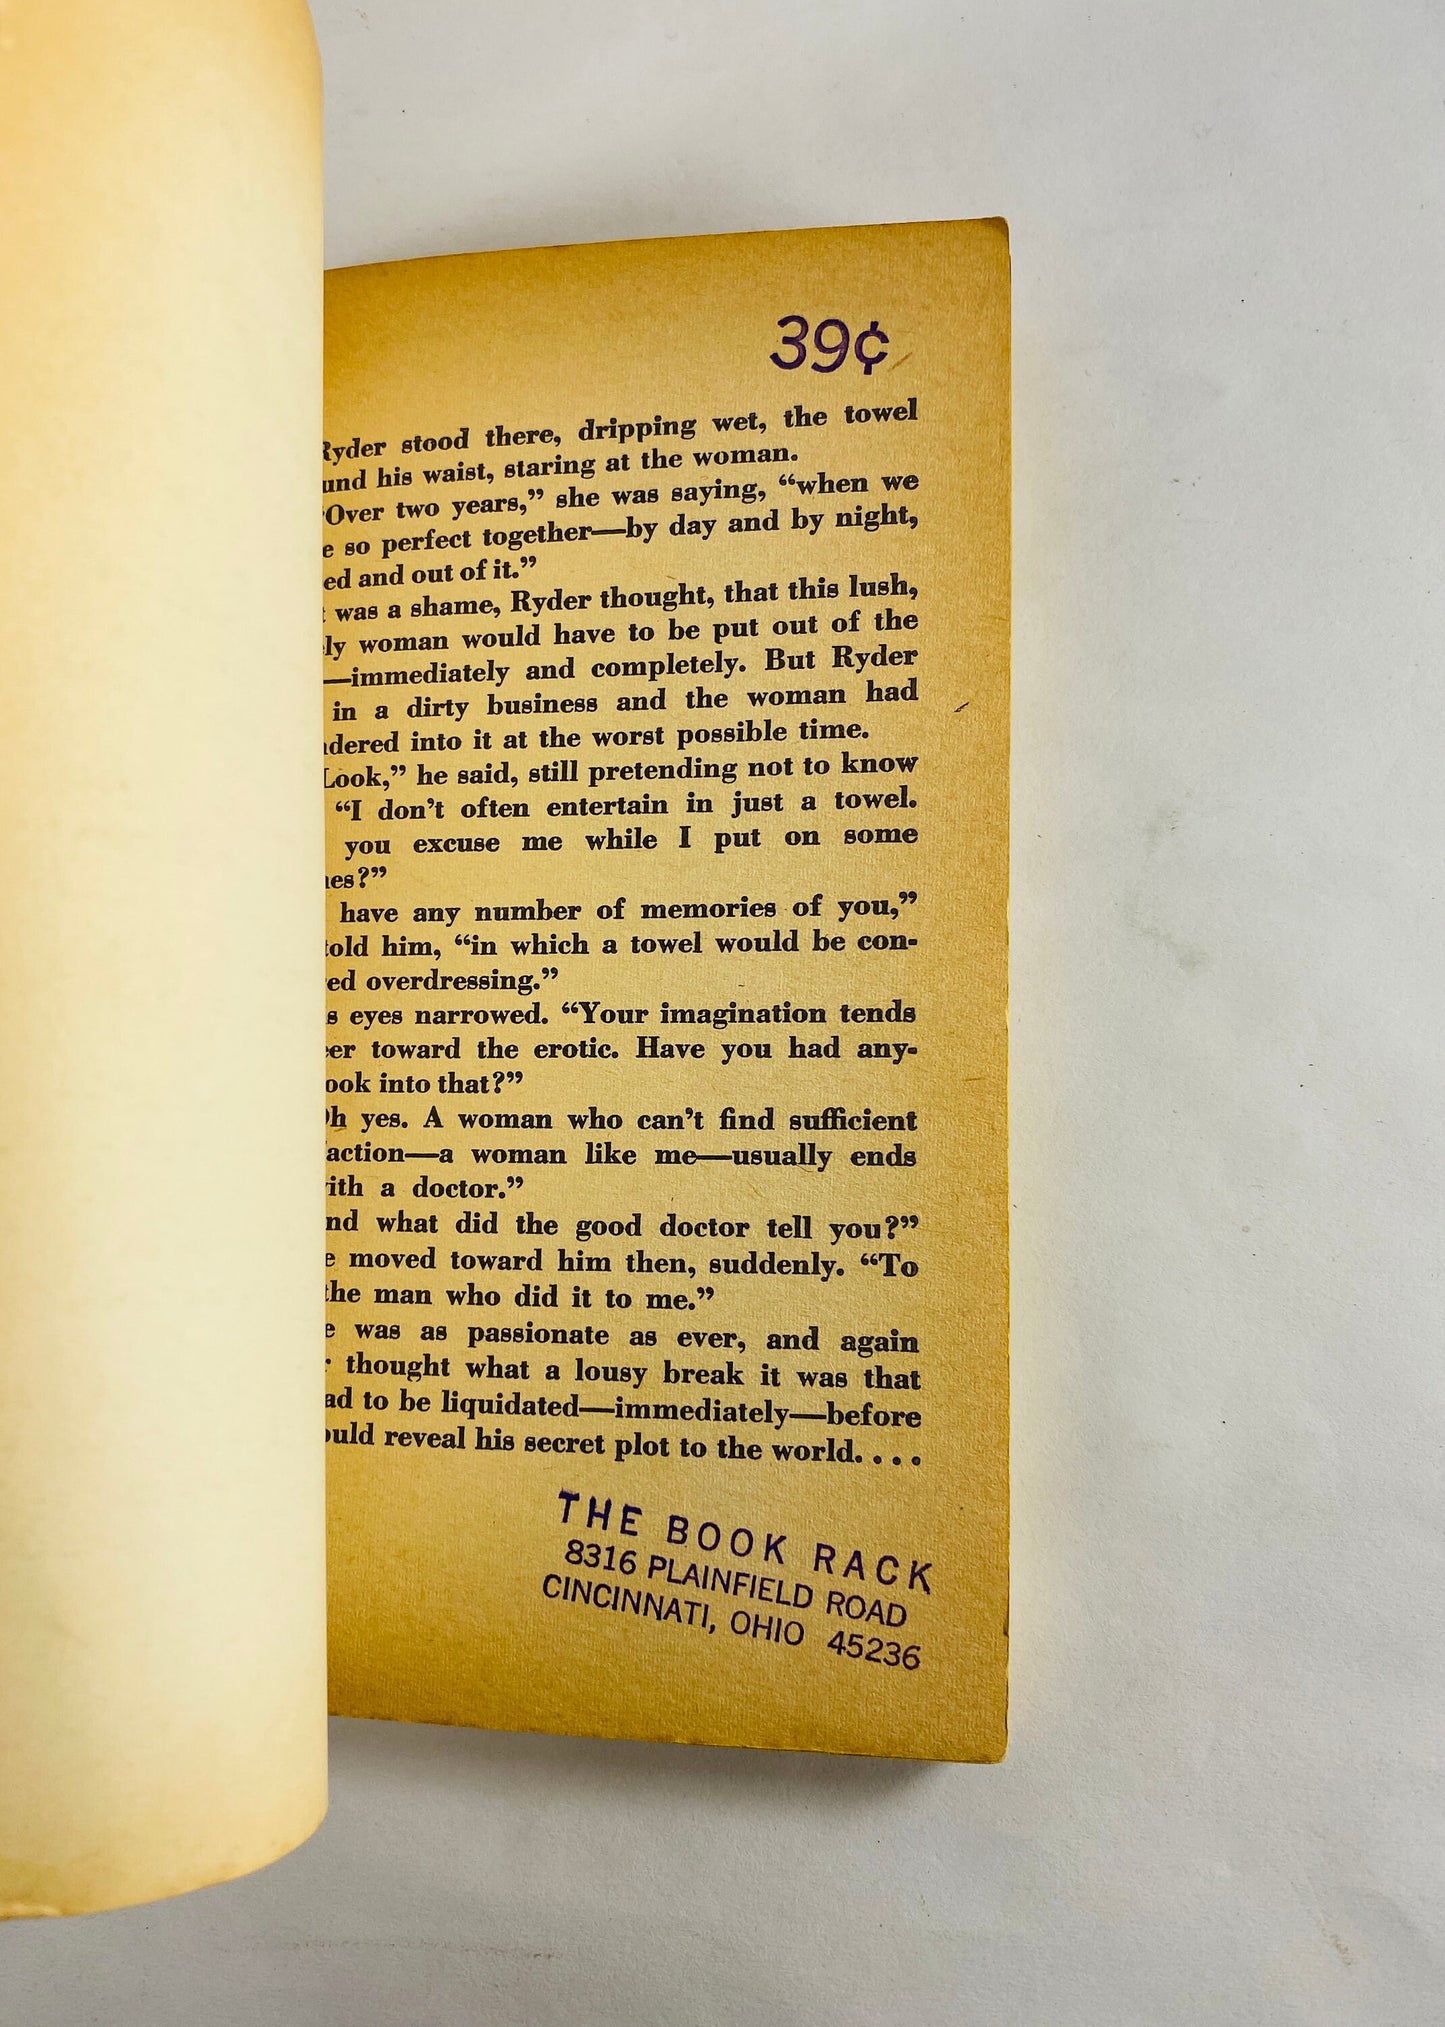 39¢
Ryder stood there, dripping wet, the towel
und his waist, staring at the woman.
"Over two years," she was saying, "when we
e so perfect together—by day and by night,
ed and out of it."
was a shame, Ryder thought, that this lush,
ly woman would have to be put out of the
—immediately and completely. But Ryder
in a dirty business and the woman had
dered into it at the worst possible time.
Look," he said, still pretending not to know
"I don't often entertain in just a towel.
you excuse me while I put on some
es?"
have any number of memories of you,"
told him, "in which a towel would be con-
ed overdressing."
s eyes narrowed. "Your imagination tends
er toward the erotic. Have you had any-
ook into that?"
Oh yes. A woman who can't find sufficient
action—a woman like me—usually ends
ith a doctor."
nd what did the good doctor tell you?"
e moved toward him then, suddenly. "To
the man who did it to me."
e was as passionate as ever, and again
r thought what a lousy break it was that
ad to be liquidated—immediately—before
ould reveal his secret plot to the world. . . .
THE BOOK RACK
8316 PLAINFIELD ROAD
CINCINNATI, OHIO 45236